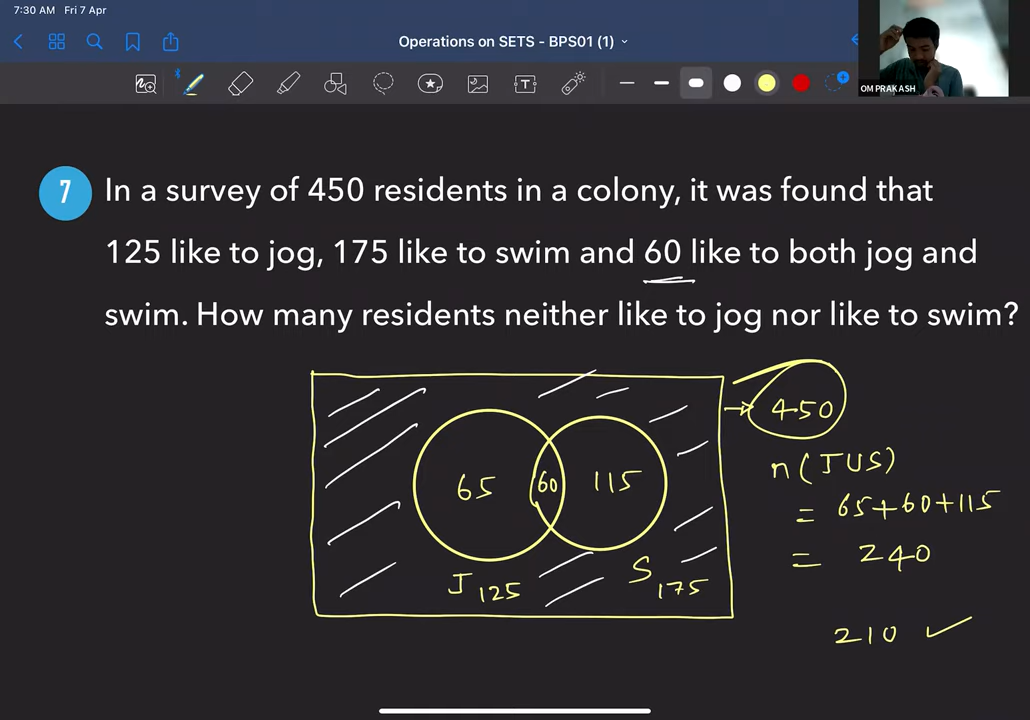 7:30 AM Fri 7 Apr
Operations on SETS - BPS01 (1)
OM PRAKASH
7 In a survey of 450 residents in a colony, it was found that
125 like to jog, 175 like to swim and 60 like to both jog and
swim. How many residents neither like to jog nor like to swim?
450
n(JUS)
65 60 115
= 65+60+115
= 240
J 125 S 175
210 ✓